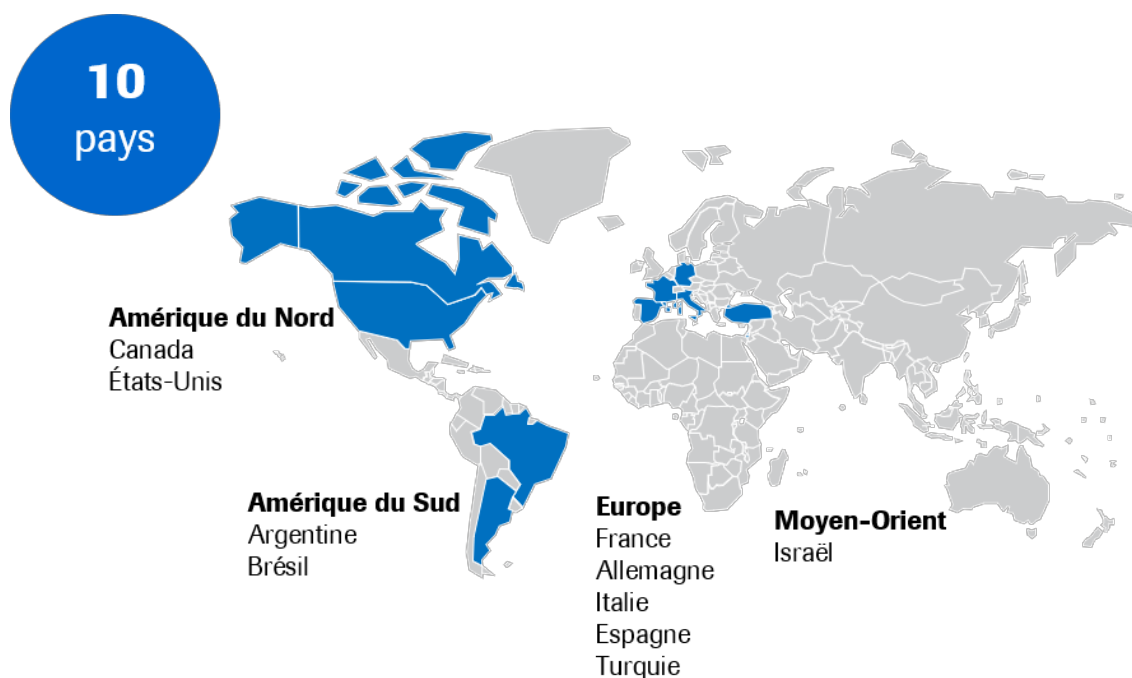 10
pays
Amérique du Nord
Canada
États-Unis
Amérique du Sud
Argentine
Brésil
Europe
France
Allemagne
Italie
Espagne
Turquie
Moyen-Orient
Israël